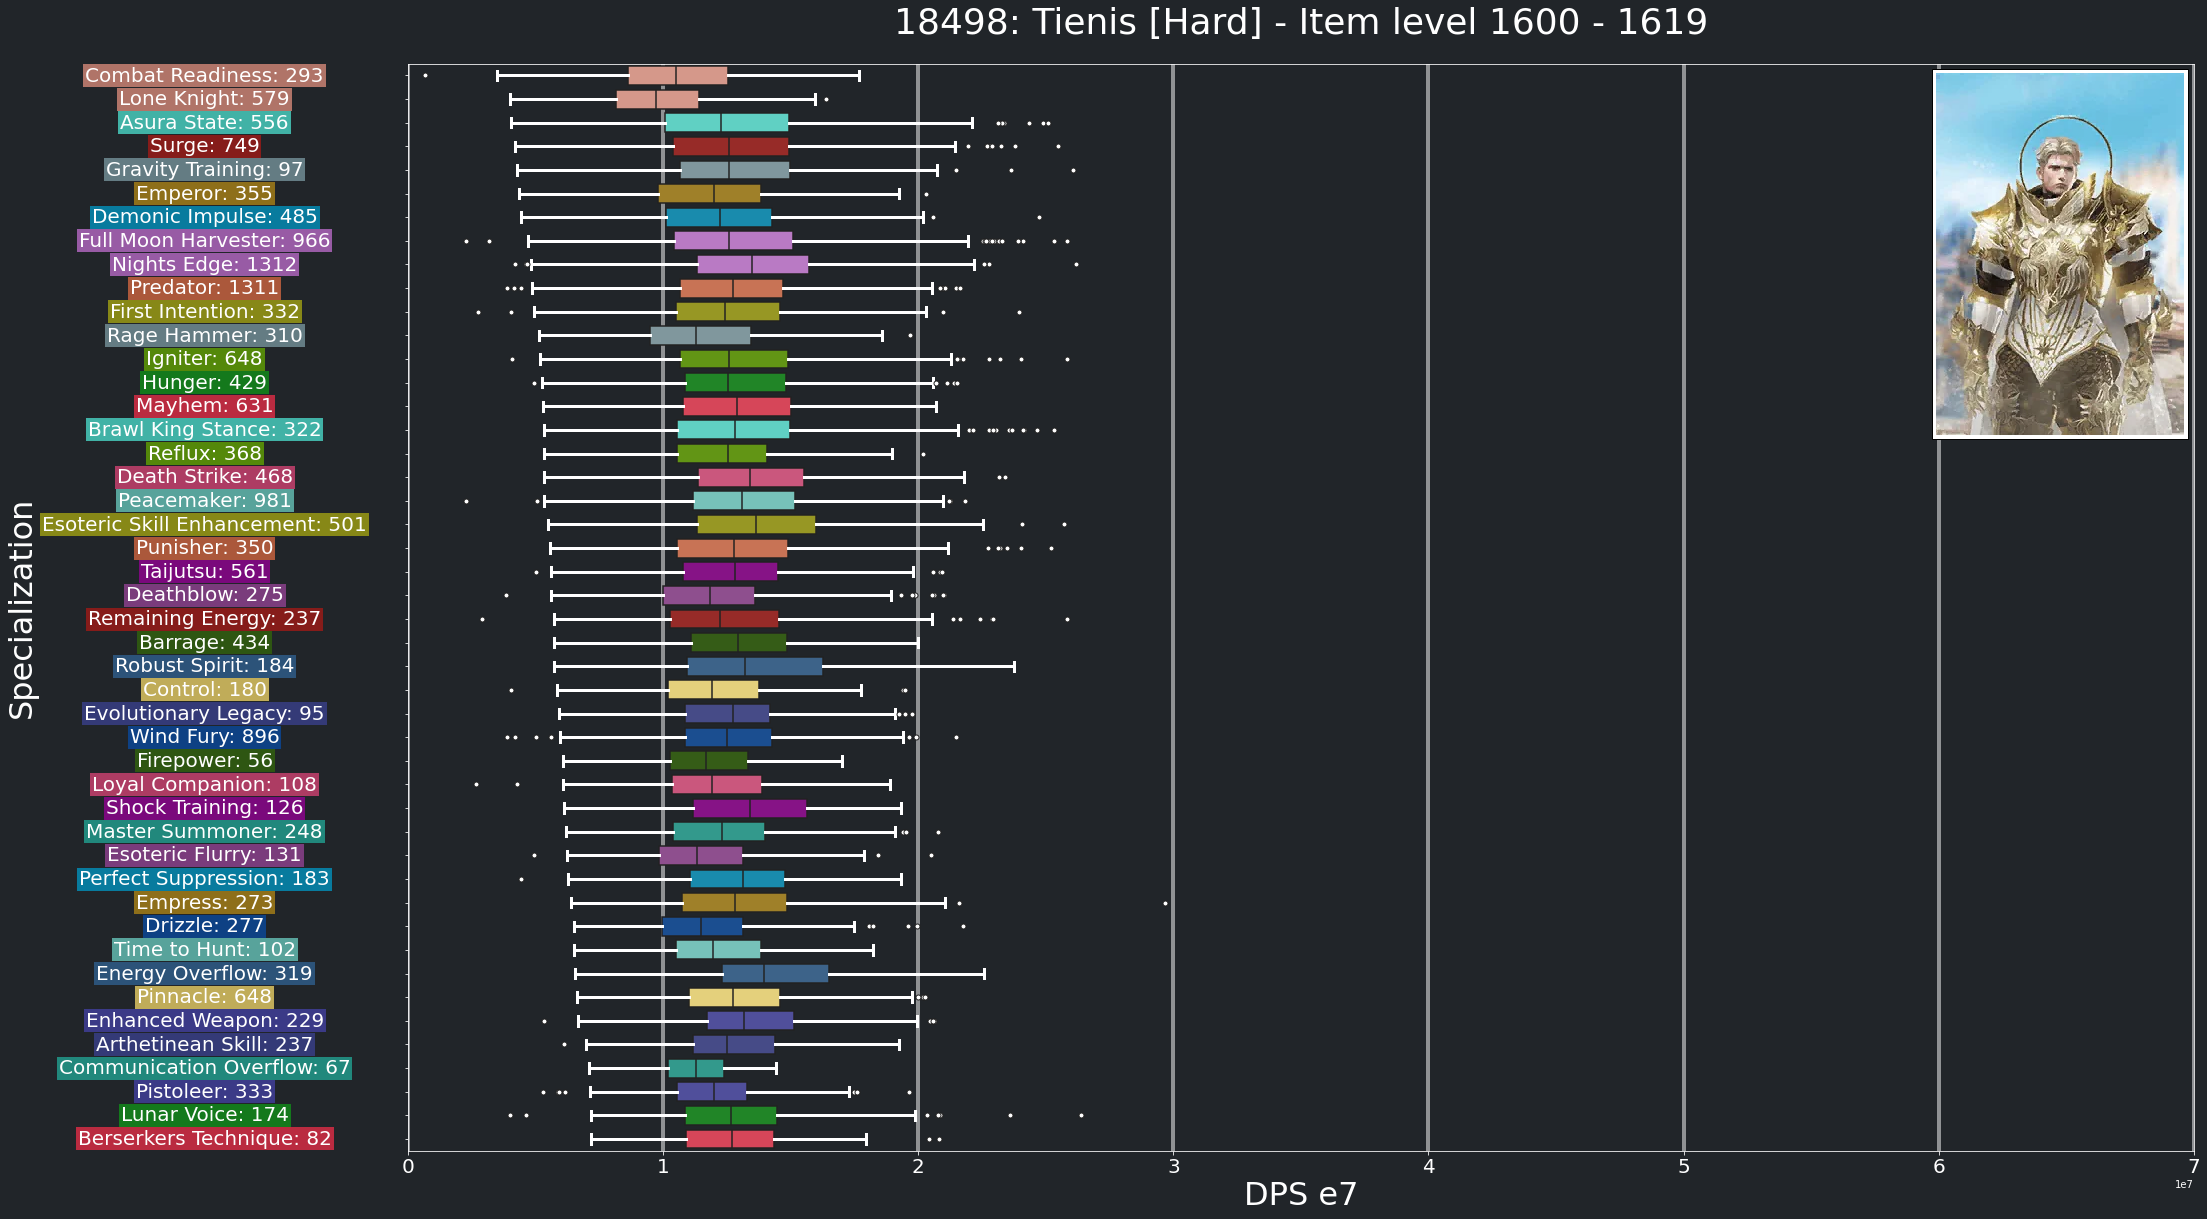 18498: Tienis [Hard] - Item level 1600 - 1619
Specialization
Combat Readiness: 293
Lone Knight: 579
Asura State: 556
Surge: 749
Gravity Training: 97
Emperor: 355
Demonic Impulse: 485
Full Moon Harvester: 966
Nights Edge: 1312
Predator: 1311
First Intention: 332
Rage Hammer: 310
Igniter: 648
Hunger: 429
Mayhem: 631
Brawl King Stance: 322
Reflux: 368
Death Strike: 468
Peacemaker: 981
Esoteric Skill Enhancement: 501
Punisher: 350
Taijutsu: 561
Deathblow: 275
Remaining Energy: 237
Barrage: 434
Robust Spirit: 184
Control: 180
Evolutionary Legacy: 95
Wind Fury: 896
Firepower: 56
Loyal Companion: 108
Shock Training: 126
Master Summoner: 248
Esoteric Flurry: 131
Perfect Suppression: 183
Empress: 273
Drizzle: 277
Time to Hunt: 102
Energy Overflow: 319
Pinnacle: 648
Enhanced Weapon: 229
Arthetinean Skill: 237
Communication Overflow: 67
Pistoleer: 333
Lunar Voice: 174
Berserkers Technique: 82
0 1 2 3 4 5 6 7
1e7
DPS e7